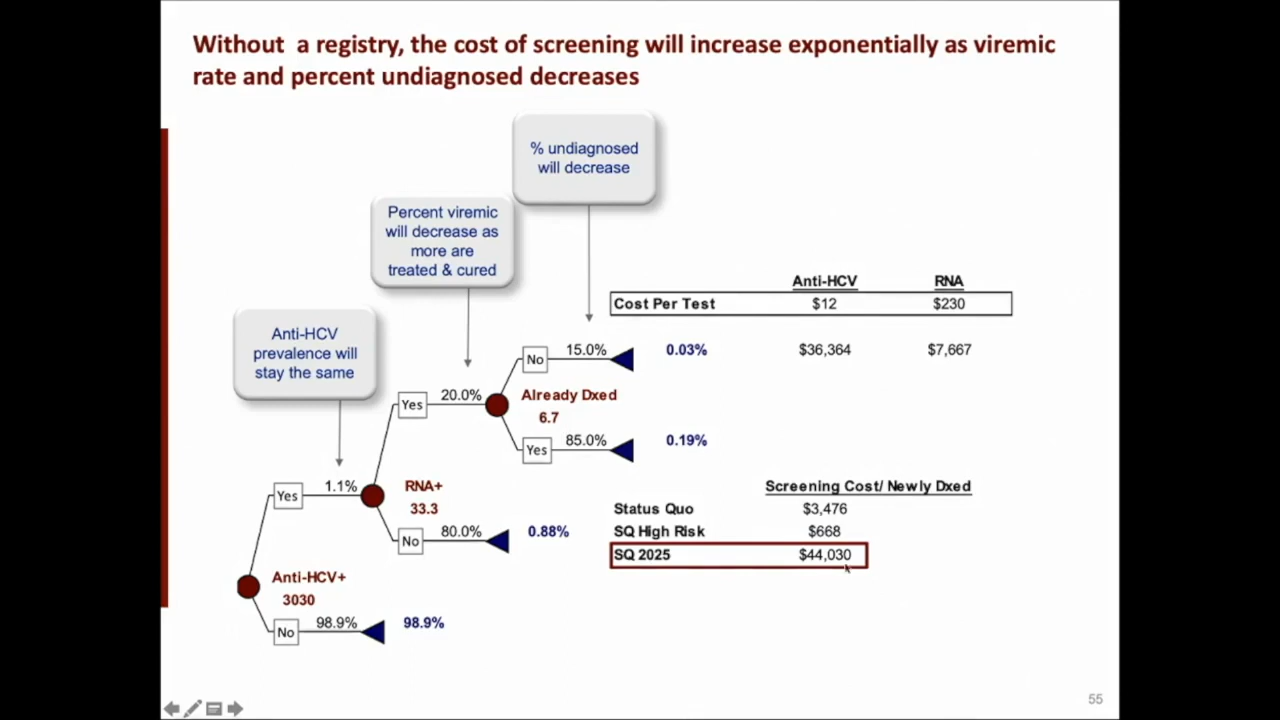 Without a registry, the cost of screening will increase exponentially as viremic
rate and percent undiagnosed decreases
% undiagnosed
will decrease
Percent viremic
will decrease as
more are
treated & cured
Anti-HCV
prevalence will
stay the same
Anti-HCV RNA
Cost Per Test $12 $230
No 15.0% 0.03% $36,364 $7,667
Yes 20.0% Already Dxed
6.7
Yes 85.0% 0.19%
Yes 1.1% RNA+
33.3
No 80.0% 0.88%
Screening Cost/ Newly Dxed
Status Quo $3,476
SQ High Risk $668
SQ 2025 $44,030
Anti-HCV+
3030
No 98.9% 98.9%
55